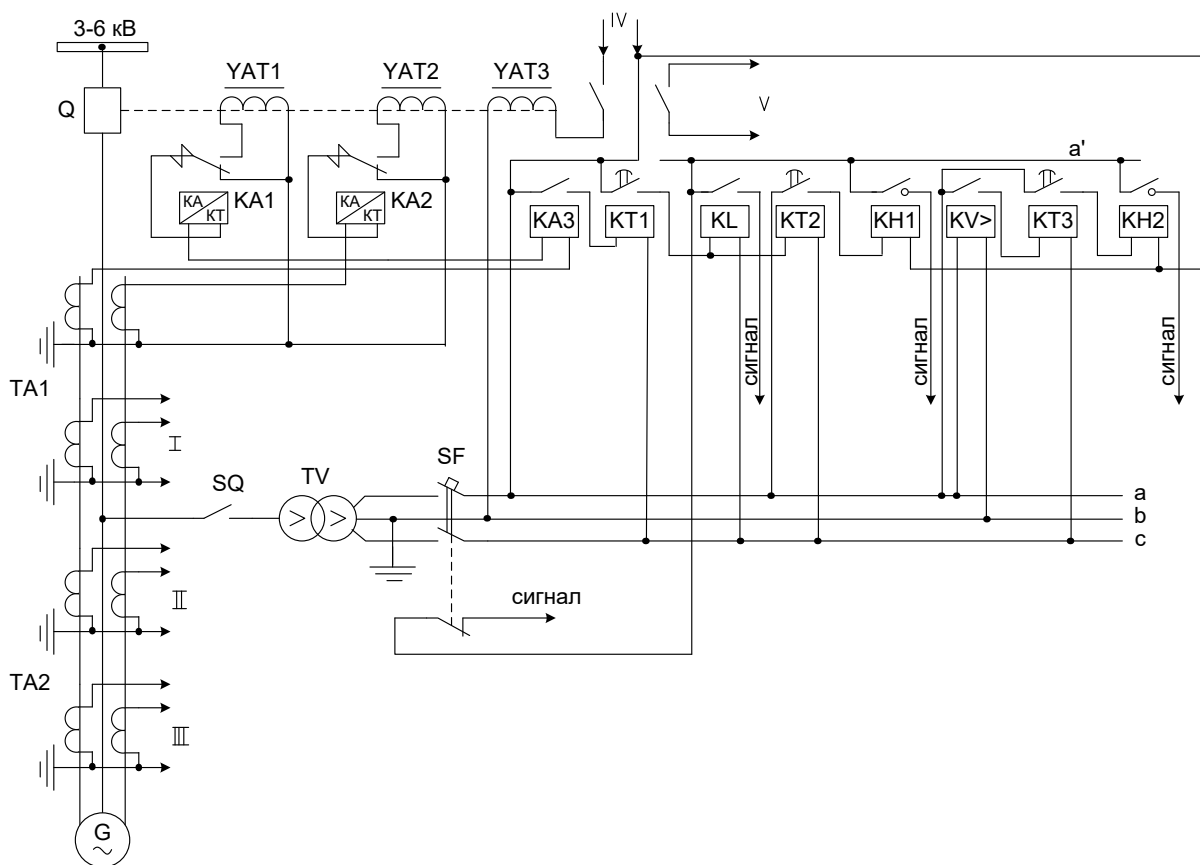 3-6 кВ
IV
YAT1
YAT2
YAT3
Q
V
a'
KA
KT
KA1
KA
KT
KA2
KA3
KT1
KL
KT2
KH1
KV>
KT3
KH2
сигнал
сигнал
сигнал
TA1
I
SQ
TV
SF
a
b
c
II
сигнал
TA2
III
G
~